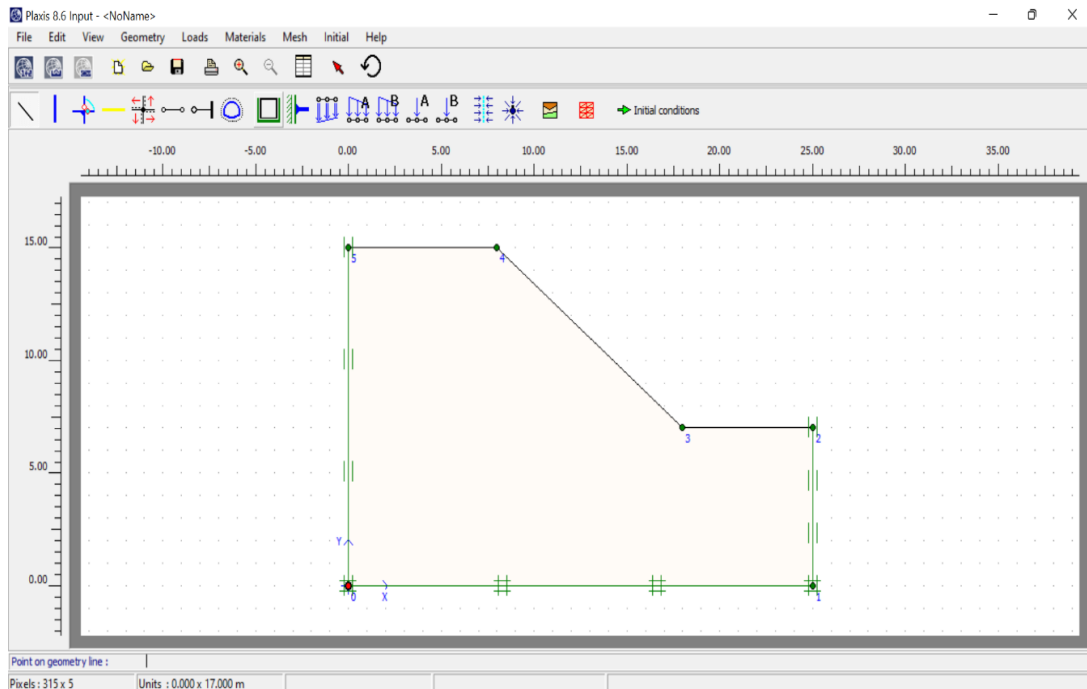 Plaxis 8.6 Input - <NoName>
File Edit View Geometry Loads Materials Mesh Initial Help
A B A B Initial conditions
-10.00 -5.00 0.00 5.00 10.00 15.00 20.00 25.00 30.00 35.00
15.00
5 4
10.00
3 2
5.00
Y
0.00
0 X 1
Point on geometry line :
Pixels : 315 x 5 Units : 0.000 x 17.000 m